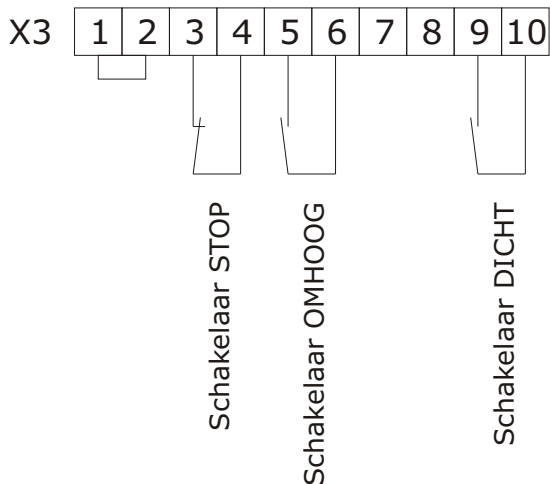 X3 1 2 3 4 5 6 7 8 9 10
Schakelaar STOP
Schakelaar OMHOOG
Schakelaar DICHT